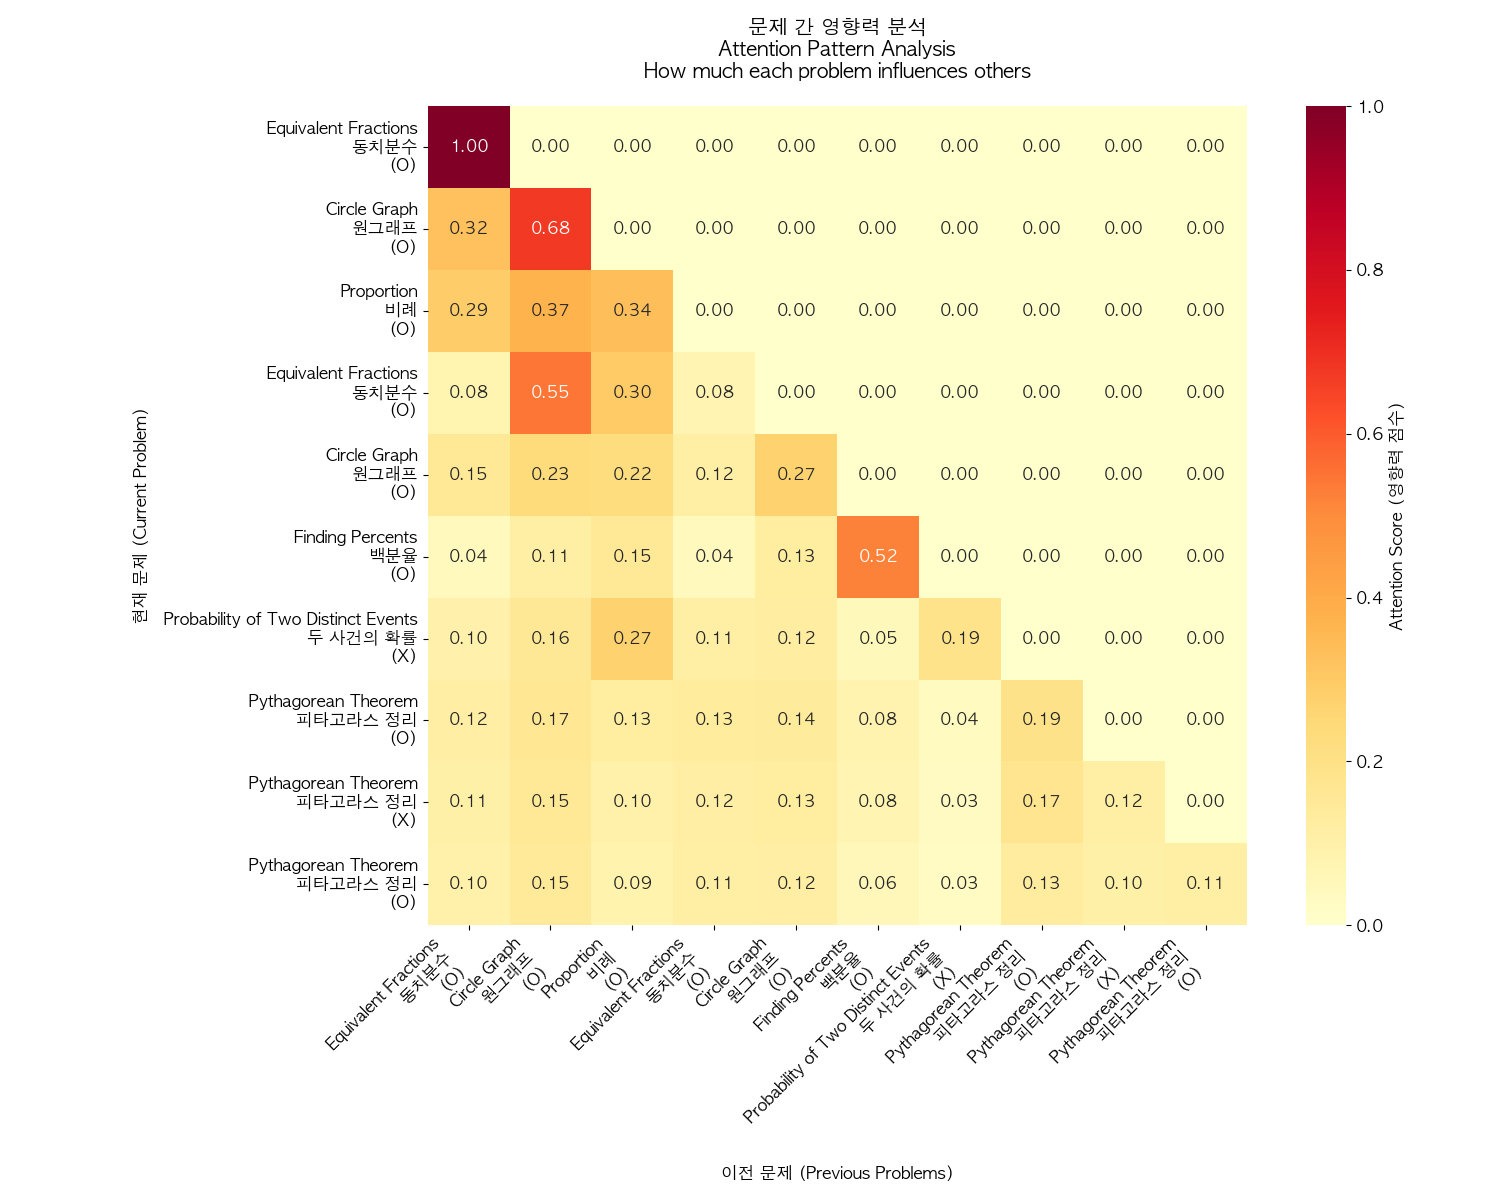 문제 간 영향력 분석
Attention Pattern Analysis
How much each problem influences others
현재 문제 (Current Problem)
Equivalent Fractions
동치분수
(O)
1.00 0.00 0.00 0.00 0.00 0.00 0.00 0.00 0.00 0.00
Circle Graph
원그래프
(O)
0.32 0.68 0.00 0.00 0.00 0.00 0.00 0.00 0.00 0.00
Proportion
비례
(O)
0.29 0.37 0.34 0.00 0.00 0.00 0.00 0.00 0.00 0.00
Equivalent Fractions
동치분수
(O)
0.08 0.55 0.30 0.08 0.00 0.00 0.00 0.00 0.00 0.00
Circle Graph
원그래프
(O)
0.15 0.23 0.22 0.12 0.27 0.00 0.00 0.00 0.00 0.00
Finding Percents
백분율
(O)
0.04 0.11 0.15 0.04 0.13 0.52 0.00 0.00 0.00 0.00
Probability of Two Distinct Events
두 사건의 확률
(X)
0.10 0.16 0.27 0.11 0.12 0.05 0.19 0.00 0.00 0.00
Pythagorean Theorem
피타고라스 정리
(O)
0.12 0.17 0.13 0.13 0.14 0.08 0.04 0.19 0.00 0.00
Pythagorean Theorem
피타고라스 정리
(X)
0.11 0.15 0.10 0.12 0.13 0.08 0.03 0.17 0.12 0.00
Pythagorean Theorem
피타고라스 정리
(O)
0.10 0.15 0.09 0.11 0.12 0.06 0.03 0.13 0.10 0.11
Equivalent Fractions
동치분수
(O)
Circle Graph
원그래프
(O)
Proportion
비례
(O)
Equivalent Fractions
동치분수
(O)
Circle Graph
원그래프
(O)
Finding Percents
백분율
(O)
Probability of Two Distinct Events
두 사건의 확률
(X)
Pythagorean Theorem
피타고라스 정리
(O)
Pythagorean Theorem
피타고라스 정리
(X)
Pythagorean Theorem
피타고라스 정리
(O)
이전 문제 (Previous Problems)
1.0
0.8
0.6
0.4
0.2
0.0
Attention Score (영향력 점수)